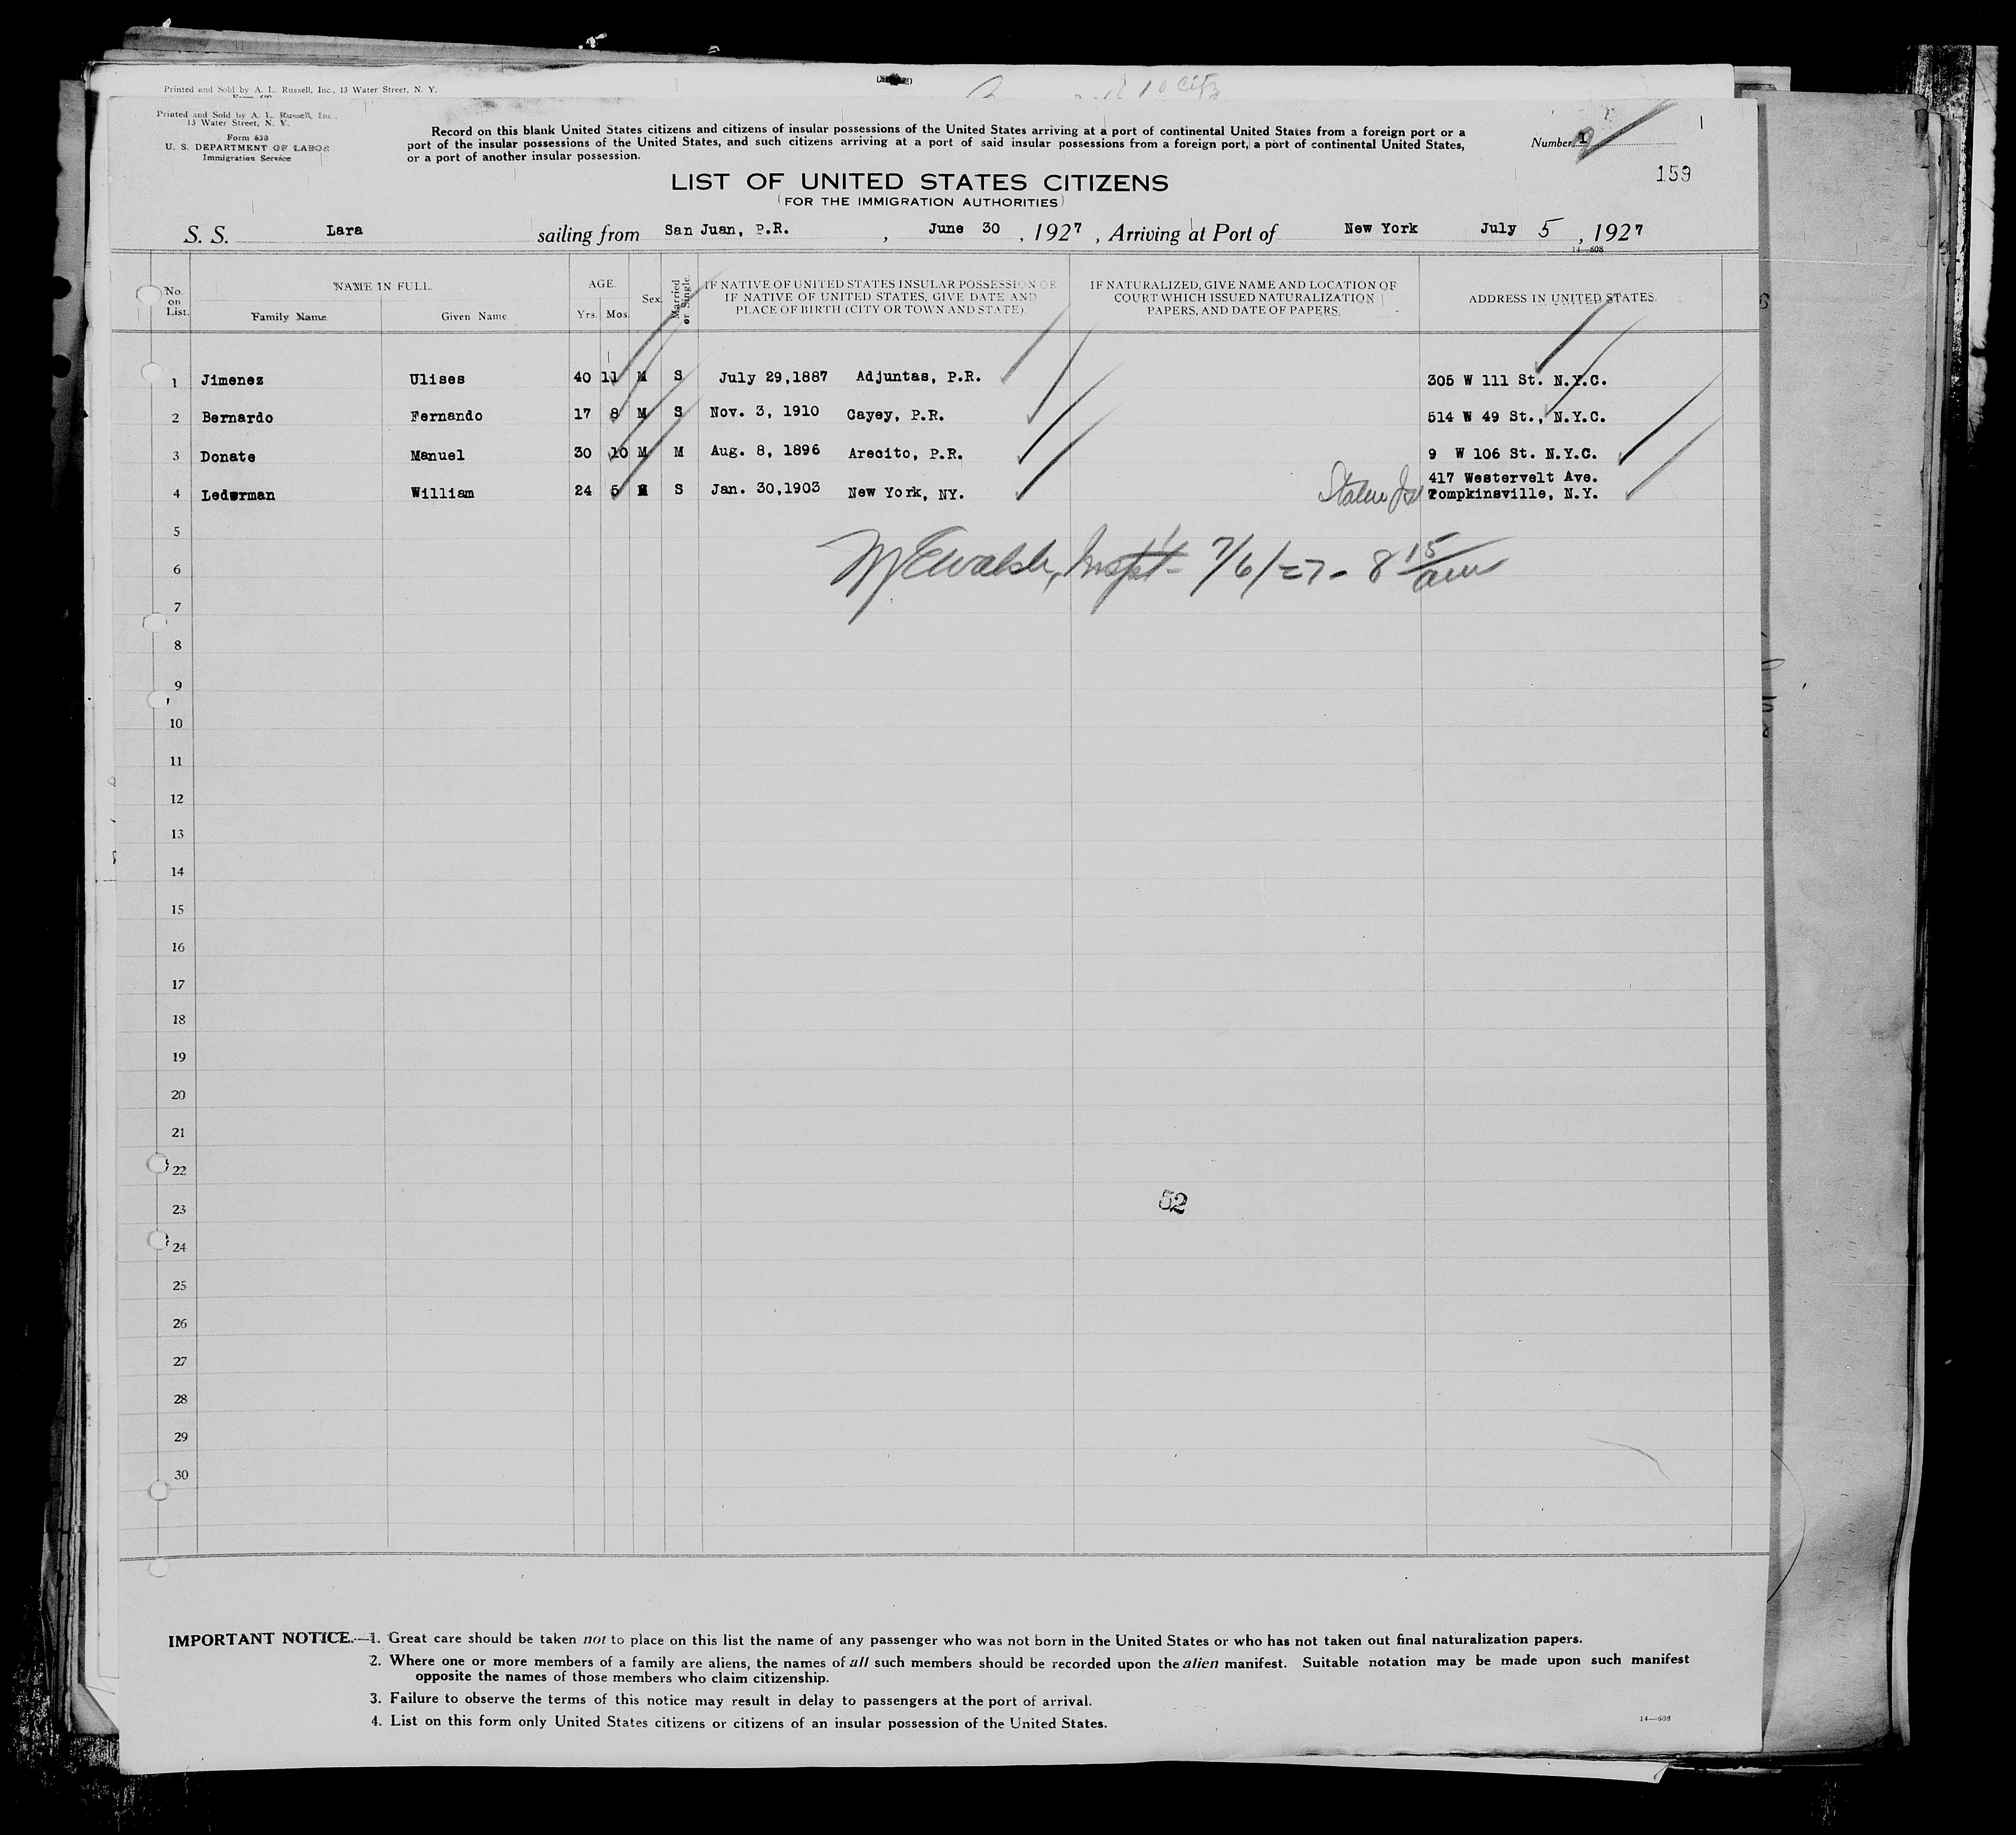 Printed and Sold by A. L. Russell, Inc., 13 Water Street, N. Y.
Printed and Sold by A. L. Russell, Inc.,
13 Water Street, N. Y.
Form 630
U. S. DEPARTMENT OF LABOR
Immigration Service
Record on this blank United States citizens and citizens of insular possessions of the United States arriving at a port of continental United States from a foreign port or a
port of the insular possessions of the United States, and such citizens arriving at a port of said insular possessions from a foreign port, a port of continental United States,
or a port of another insular possession.
Number 1
159
LIST OF UNITED STATES CITIZENS
(FOR THE IMMIGRATION AUTHORITIES)
S. S. Lara sailing from San Juan, P.R., June 30, 1927, Arriving at Port of New York July 5, 1927
14—608
No. on List. NAME IN FULL. Family Name Given Name AGE. Yrs. Mos. Sex. Married or Single. IF NATIVE OF UNITED STATES INSULAR POSSESSION OR IF NATIVE OF UNITED STATES, GIVE DATE AND PLACE OF BIRTH (CITY OR TOWN AND STATE). IF NATURALIZED, GIVE NAME AND LOCATION OF COURT WHICH ISSUED NATURALIZATION PAPERS, AND DATE OF PAPERS. ADDRESS IN UNITED STATES.
1 Jimenez Ulises 40 11 M S July 29,1887 Adjuntas, P.R. 305 W 111 St. N.Y.C.
2 Bernardo Fernando 17 8 M S Nov. 3, 1910 Cayey, P.R. 514 W 49 St., N.Y.C.
3 Donate Manuel 30 10 M M Aug. 8, 1896 Arecito, P.R. 9 W 106 St. N.Y.C.
417 Westervelt Ave.
4 Lederman William 24 5 M S Jan. 30,1903 New York, NY. Staten Isl Tompkinsville, N.Y.
5
6 7/6/27 - 8 15 am
7
8
9
10
11
12
13
14
15
16
17
18
19
20
21
22
23 52
24
25
26
27
28
29
30
IMPORTANT NOTICE.—1. Great care should be taken not to place on this list the name of any passenger who was not born in the United States or who has not taken out final naturalization papers.
2. Where one or more members of a family are aliens, the names of all such members should be recorded upon the alien manifest. Suitable notation may be made upon such manifest
opposite the names of those members who claim citizenship.
3. Failure to observe the terms of this notice may result in delay to passengers at the port of arrival.
4. List on this form only United States citizens or citizens of an insular possession of the United States.
14—608